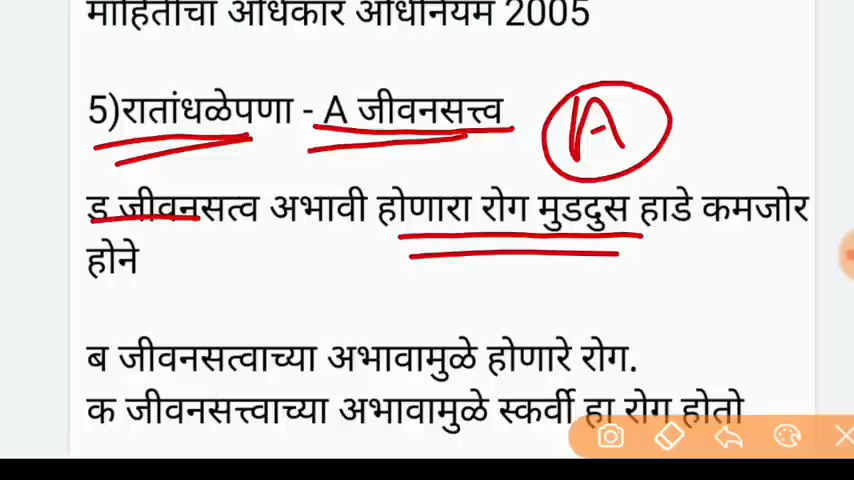 माहितीचा अधिकार अधिनियम 2005
5)रातांधळेपणा - A जीवनसत्त्व A
ड जीवनसत्व अभावी होणारा रोग मुडदुस हाडे कमजोर
होने
ब जीवनसत्वाच्या अभावामुळे होणारे रोग.
क जीवनसत्त्वाच्या अभावामुळे स्कर्वी हा रोग होतो